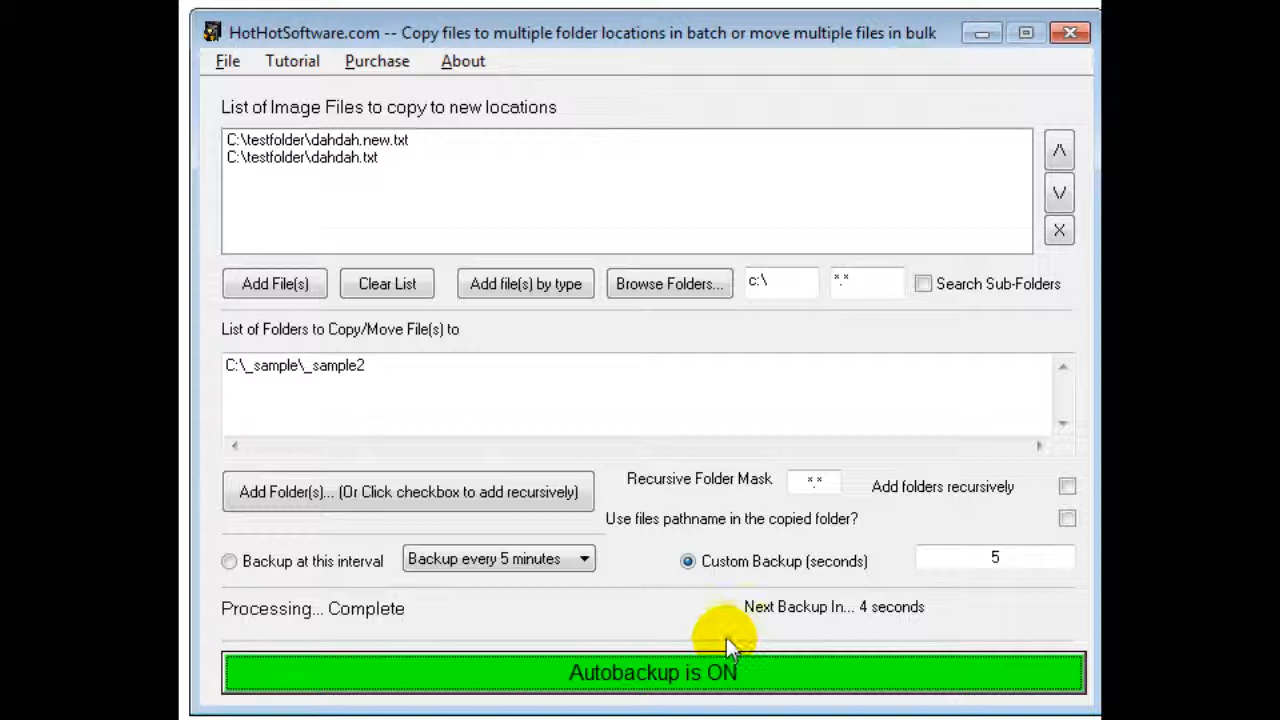 HotHotSoftware.com -- Copy files to multiple folder locations in batch or move multiple files in bulk
File Tutorial Purchase About
List of Image Files to copy to new locations
C:\testfolder\dahdah.new.txt
C:\testfolder\dahdah.txt
/\
\/
X
Add File(s) Clear List Add file(s) by type Browse Folders... c:\ *.* Search Sub-Folders
List of Folders to Copy/Move File(s) to
C:\_sample\_sample2
Add Folder(s)... (Or Click checkbox to add recursively) Recursive Folder Mask *.* Add folders recursively
Use files pathname in the copied folder?
Backup at this interval Backup every 5 minutes Custom Backup (seconds) 5
Processing... Complete Next Backup In... 4 seconds
Autobackup is ON